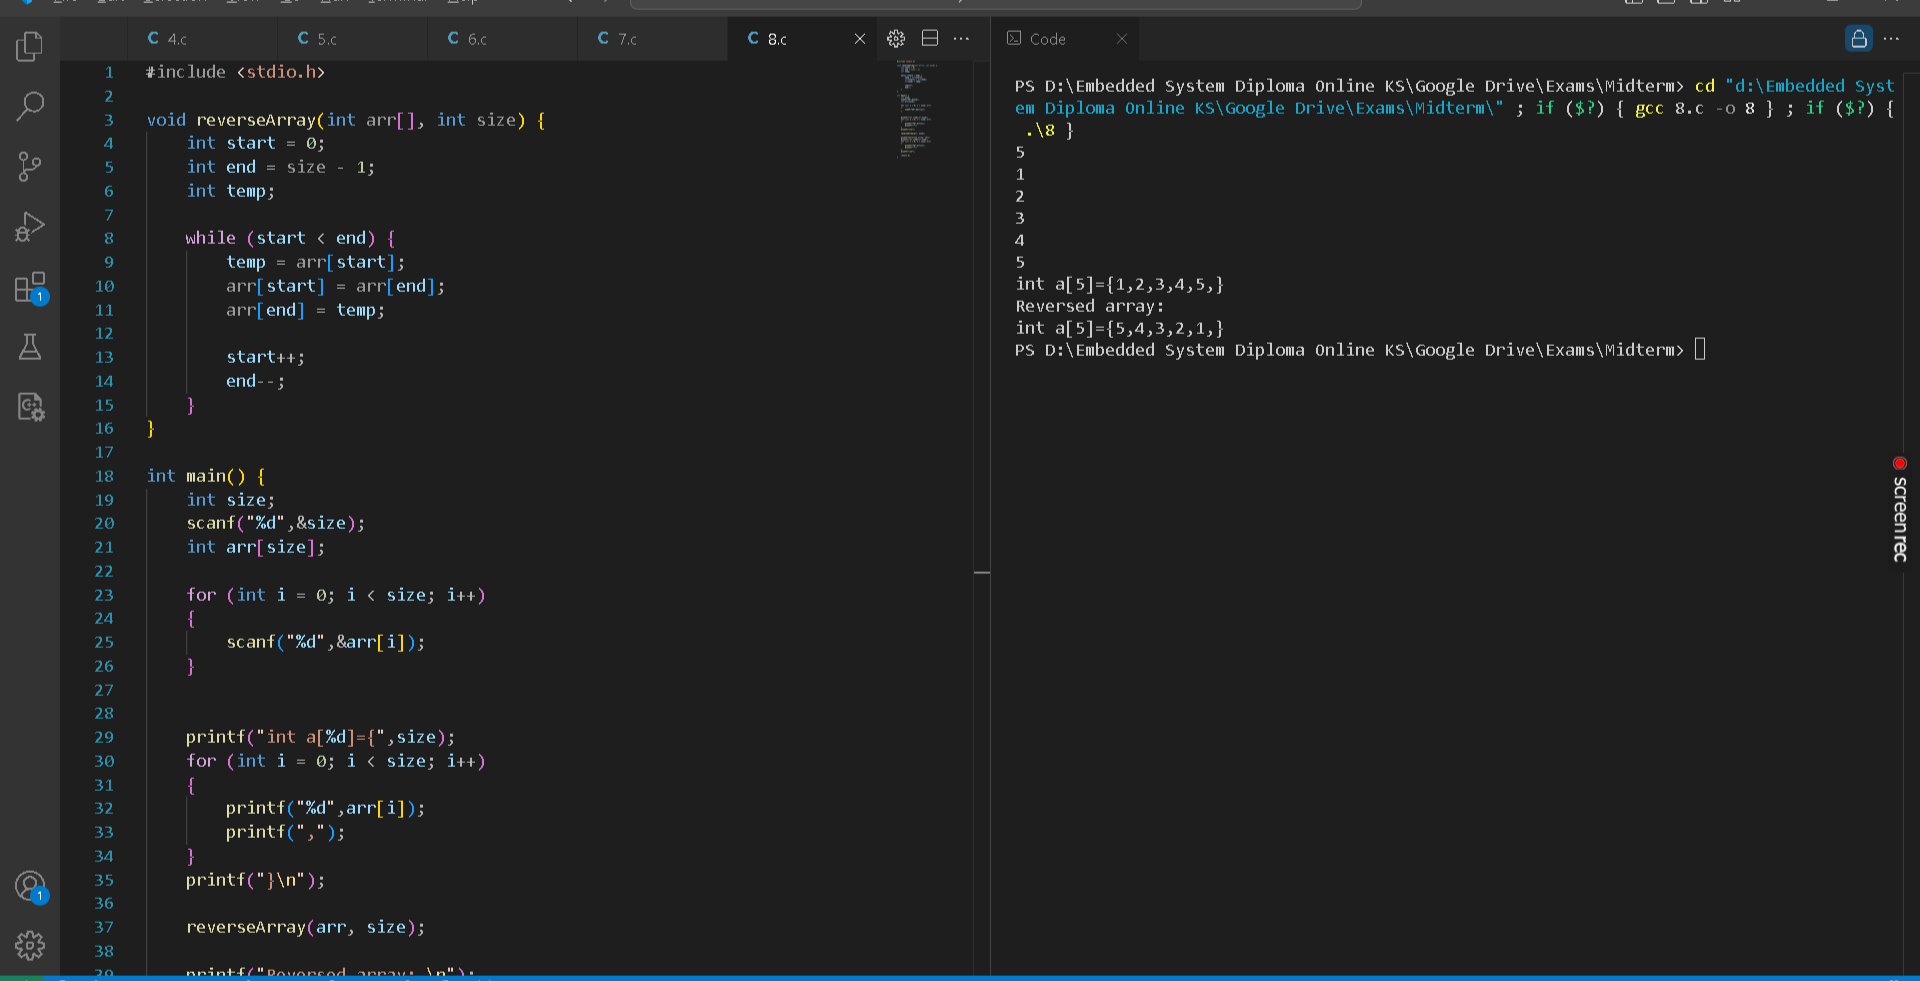 4.c
5.c
6.c
7.c
8.c
Code
1 #include <stdio.h>
2
3 void reverseArray(int arr[], int size) {
4 int start = 0;
5 int end = size - 1;
6 int temp;
7
8 while (start < end) {
9 temp = arr[start];
10 arr[start] = arr[end];
11 arr[end] = temp;
12
13 start++;
14 end--;
15 }
16 }
17
18 int main() {
19 int size;
20 scanf("%d",&size);
21 int arr[size];
22
23 for (int i = 0; i < size; i++)
24 {
25 scanf("%d",&arr[i]);
26 }
27
28
29 printf("int a[%d]={",size);
30 for (int i = 0; i < size; i++)
31 {
32 printf("%d",arr[i]);
33 printf(",");
34 }
35 printf("}\n");
36
37 reverseArray(arr, size);
38
39 printf("Reversed array: \n");
PS D:\Embedded System Diploma Online KS\Google Drive\Exams\Midterm> cd "d:\Embedded Syst
em Diploma Online KS\Google Drive\Exams\Midterm\" ; if ($?) { gcc 8.c -o 8 } ; if ($?) {
.\8 }
5
1
2
3
4
5
int a[5]={1,2,3,4,5,}
Reversed array:
int a[5]={5,4,3,2,1,}
PS D:\Embedded System Diploma Online KS\Google Drive\Exams\Midterm>
1
1
screenrec